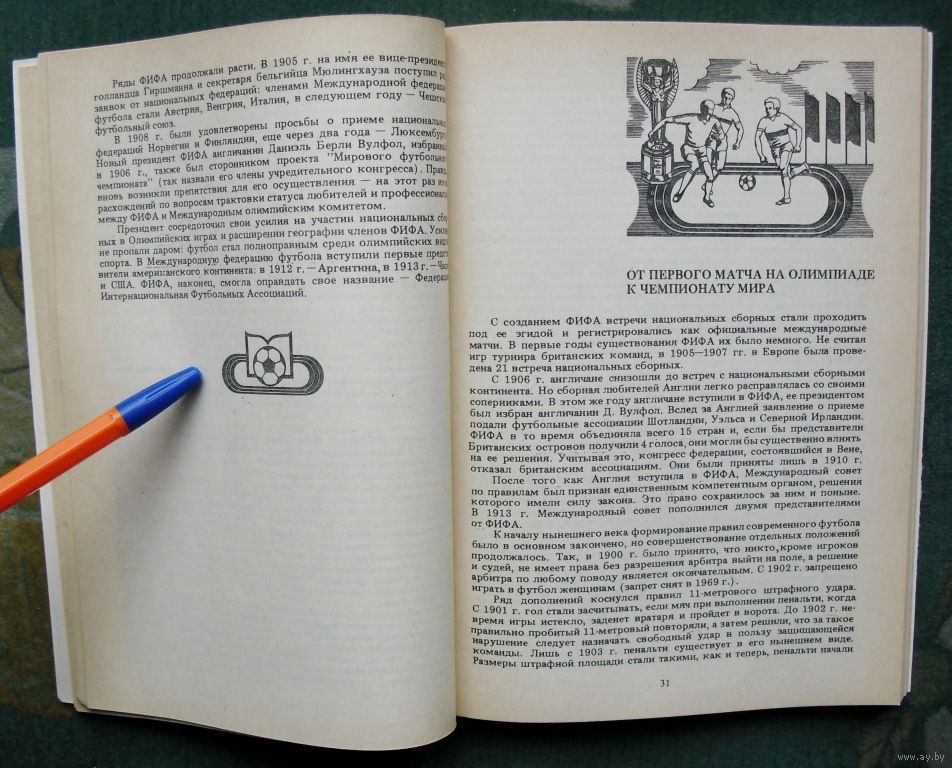 Ряды ФИФА продолжали расти. В 1905 г. на имя ее вице-президент
голландца Гиршманна и секретаря бельгийца Мюлингхауза поступил ряд
заявок от национальных федераций: членами Международной федерации
футбола стали Австрия, Венгрия, Италия, в следующем году — Чешский
футбольный союз.
В 1908 г. были удовлетворены просьбы о приеме национальных
федераций Норвегии и Финляндии, еще через два года — Люксембург
Новый президент ФИФА англичанин Даниэль Берли Вулфол, избранны
в 1906 г., также был сторонником проекта "Мирового футбольног
чемпионата" (так назвали его члены учредительного конгресса). Правда
вновь возникли препятствия для его осуществления — на этот раз из-за
расхождений по вопросам трактовки статуса любителей и профессионало
между ФИФА и Международным олимпийским комитетом.
Президент сосредоточил свои усилия на участии национальных сбор
ных в Олимпийских играх и расширении географии членов ФИФА. Усилия
не пропали даром: футбол стал полноправным среди олимпийских видо
спорта. В Международную федерацию футбола вступили первые предс
вители американского континента: в 1912 г. — Аргентина, в 1913 г. — Чили
и США. ФИФА, наконец, смогла оправдать свое название — Федерац
Интернациональная Футбольных Ассоциаций.
ОТ ПЕРВОГО МАТЧА НА ОЛИМПИАДЕ
К ЧЕМПИОНАТУ МИРА
С созданием ФИФА встречи национальных сборных стали проходить
под ее эгидой и регистрировались как официальные международные
матчи. В первые годы существования ФИФА их было немного. Не считая
игр турнира британских команд, в 1905—1907 гг. в Европе была прове-
дена 21 встреча национальных сборных.
С 1906 г. англичане снизошли до встреч с национальными сборными
континента. Но сборная любителей Англии легко расправлялась со своими
соперниками. В этом же году англичане вступили в ФИФА, ее президентом
был избран англичанин Д. Вулфол. Вслед за Англией заявление о приеме
подали футбольные ассоциации Шотландии, Уэльса и Северной Ирландии.
ФИФА в то время объединяла всего 15 стран и, если бы представители
Британских островов получили 4 голоса, они могли бы существенно влиять
на ее решения. Учитывая это, конгресс федерации, состоявшийся в Вене,
отказал британским ассоциациям. Они были приняты лишь в 1910 г.
После того как Англия вступила в ФИФА, Международный совет
по правилам был признан единственным компетентным органом, решения
которого имели силу закона. Это право сохранилось за ним и поныне.
В 1913 г. Международный совет пополнился двумя представителями
от ФИФА.
К началу нынешнего века формирование правил современного футбола
было в основном закончено, но совершенствование отдельных положений
продолжалось. Так, в 1900 г. было принято, что никто, кроме игроков
и судей, не имеет права без разрешения арбитра выйти на поле, а решение
арбитра по любому поводу является окончательным. С 1902 г. запрещено
играть в футбол женщинам (запрет снят в 1969 г.).
Ряд дополнений коснулся правил 11-метрового штрафного удара.
С 1901 г. гол стали засчитывать, если мяч при выполнении пенальти, когда
время игры истекло, заденет вратаря и пройдет в ворота. До 1902 г. не-
правильно пробитый 11-метровый повторяли, а затем решили, что за такое
нарушение следует назначать свободный удар в пользу защищающейся
команды. Лишь с 1903 г. пенальти существует в его нынешнем виде.
Размеры штрафной площади стали такими, как и теперь, пенальти начали
31
www.ay.by